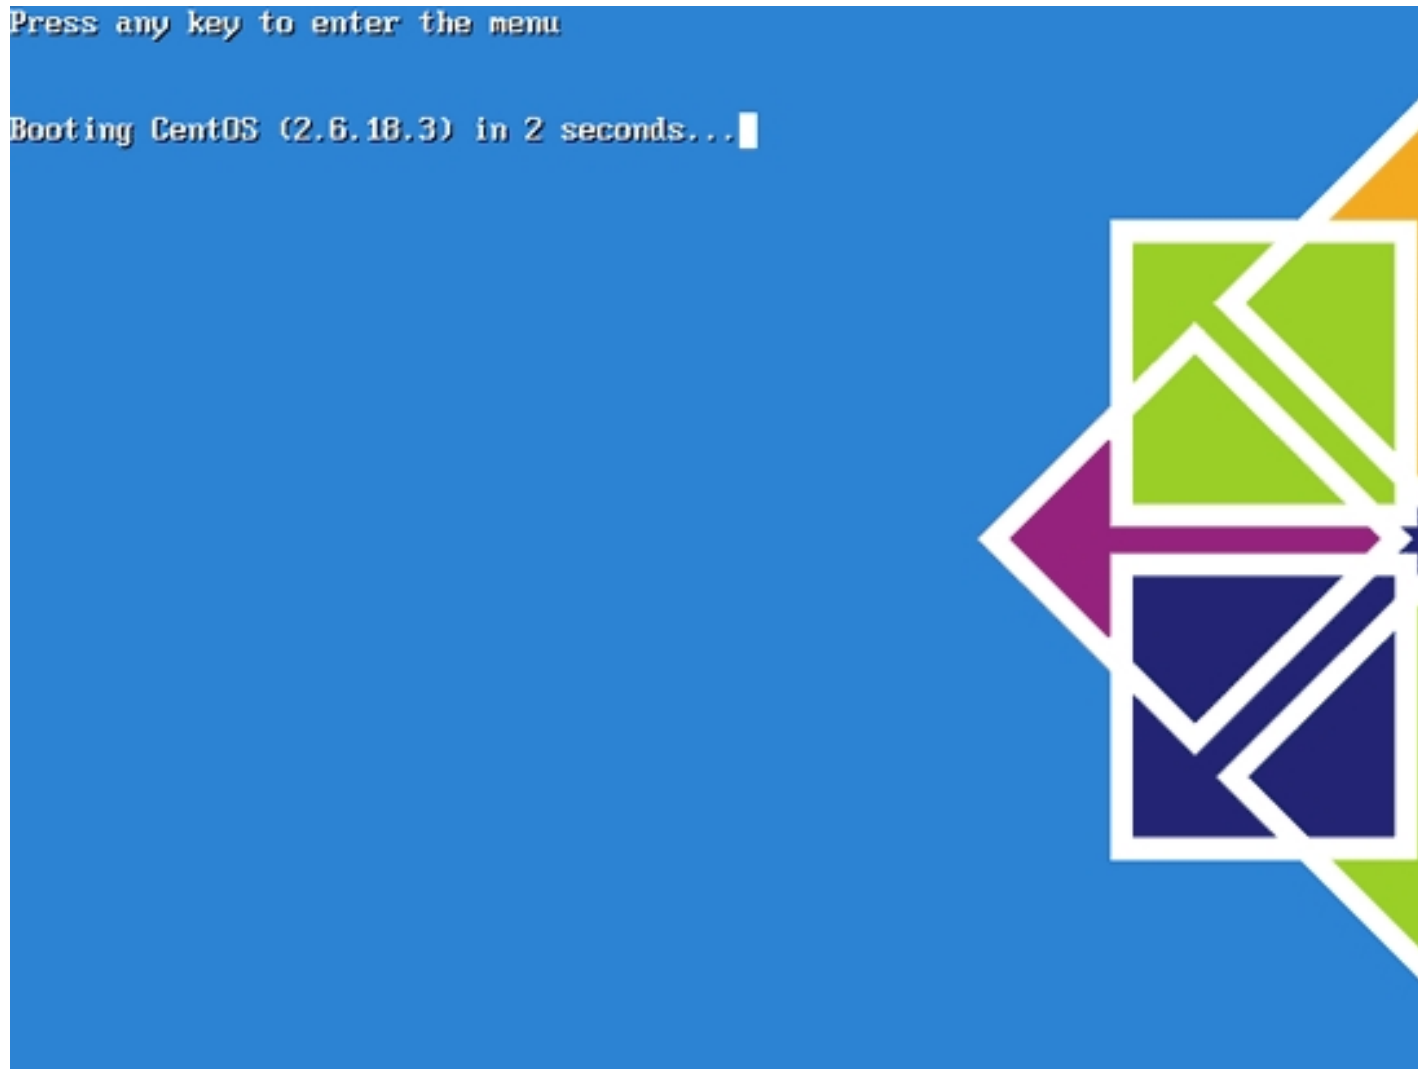 Press any key to enter the menu
Booting CentOS (2.6.18.3) in 2 seconds...